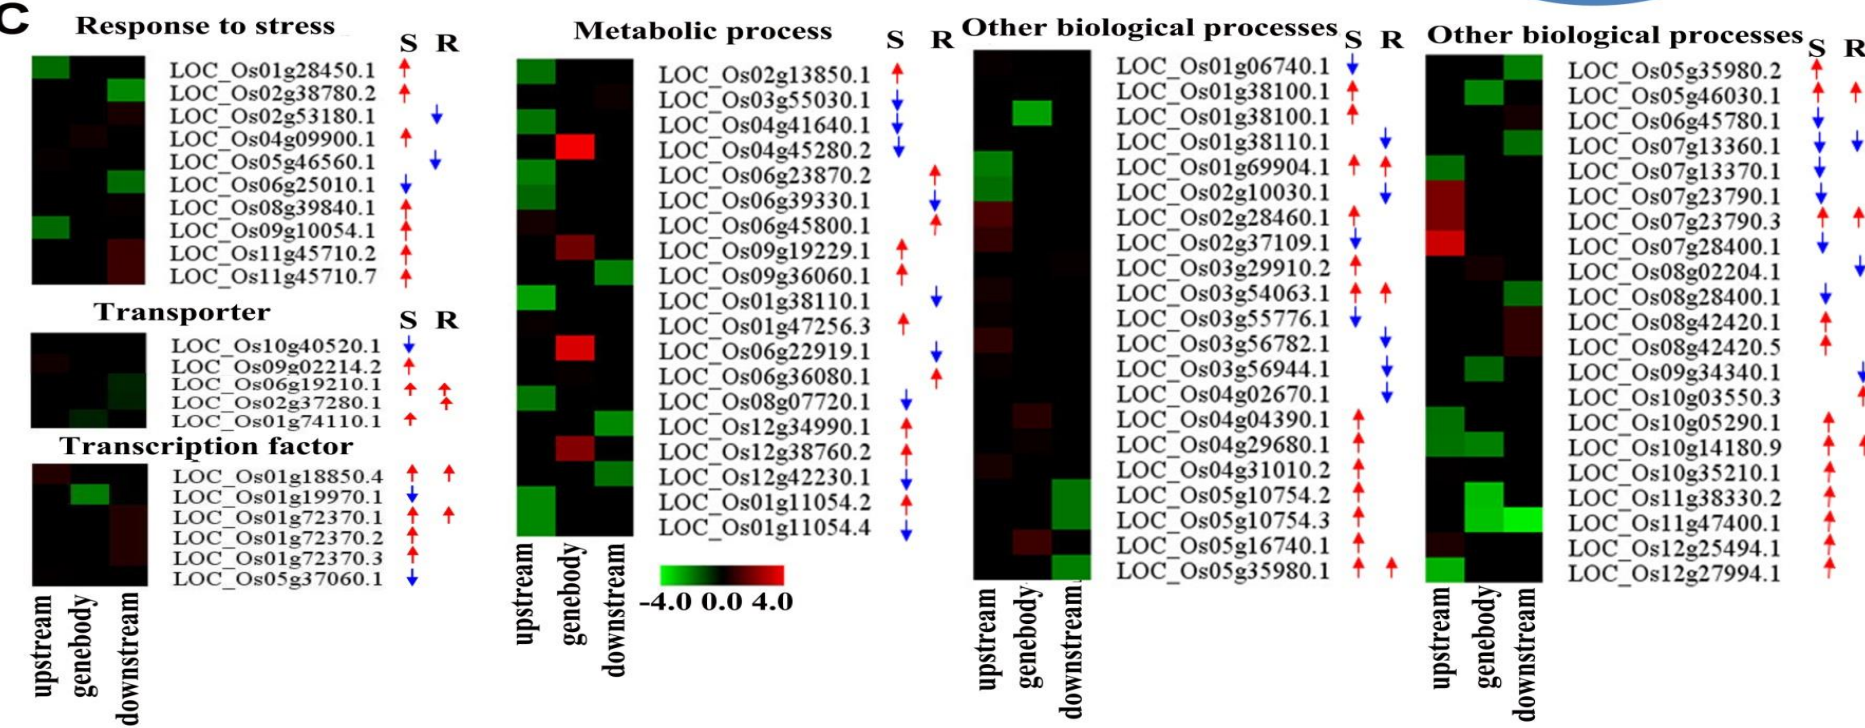 C
Response to stress
S R
LOC_Os01g28450.1
LOC_Os02g38780.2
LOC_Os02g53180.1
LOC_Os04g09900.1
LOC_Os05g46560.1
LOC_Os06g25010.1
LOC_Os08g39840.1
LOC_Os09g10054.1
LOC_Os11g45710.2
LOC_Os11g45710.7
Transporter
S R
LOC_Os10g40520.1
LOC_Os09g02214.2
LOC_Os06g19210.1
LOC_Os02g37280.1
LOC_Os01g74110.1
Transcription factor
LOC_Os01g18850.4
LOC_Os01g19970.1
LOC_Os01g72370.1
LOC_Os01g72370.2
LOC_Os01g72370.3
LOC_Os05g37060.1
upstream
genebody
downstream
Metabolic process
S R
LOC_Os02g13850.1
LOC_Os03g55030.1
LOC_Os04g41640.1
LOC_Os04g45280.2
LOC_Os06g23870.2
LOC_Os06g39330.1
LOC_Os06g45800.1
LOC_Os09g19229.1
LOC_Os09g36060.1
LOC_Os01g38110.1
LOC_Os01g47256.3
LOC_Os06g22919.1
LOC_Os06g36080.1
LOC_Os08g07720.1
LOC_Os12g34990.1
LOC_Os12g38760.2
LOC_Os12g42230.1
LOC_Os01g11054.2
LOC_Os01g11054.4
upstream
genebody
downstream
-4.0 0.0 4.0
Other biological processes
S R
LOC_Os01g06740.1
LOC_Os01g38100.1
LOC_Os01g38100.1
LOC_Os01g38110.1
LOC_Os01g69904.1
LOC_Os02g10030.1
LOC_Os02g28460.1
LOC_Os02g37109.1
LOC_Os03g29910.2
LOC_Os03g54063.1
LOC_Os03g55776.1
LOC_Os03g56782.1
LOC_Os03g56944.1
LOC_Os04g02670.1
LOC_Os04g04390.1
LOC_Os04g29680.1
LOC_Os04g31010.2
LOC_Os05g10754.2
LOC_Os05g10754.3
LOC_Os05g16740.1
LOC_Os05g35980.1
upstream
genebody
downstream
Other biological processes
S R
LOC_Os05g35980.2
LOC_Os05g46030.1
LOC_Os06g45780.1
LOC_Os07g13360.1
LOC_Os07g13370.1
LOC_Os07g23790.1
LOC_Os07g23790.3
LOC_Os07g28400.1
LOC_Os08g02204.1
LOC_Os08g28400.1
LOC_Os08g42420.1
LOC_Os08g42420.5
LOC_Os09g34340.1
LOC_Os10g03550.3
LOC_Os10g05290.1
LOC_Os10g14180.9
LOC_Os10g35210.1
LOC_Os11g38330.2
LOC_Os11g47400.1
LOC_Os12g25494.1
LOC_Os12g27994.1
upstream
genebody
downstream